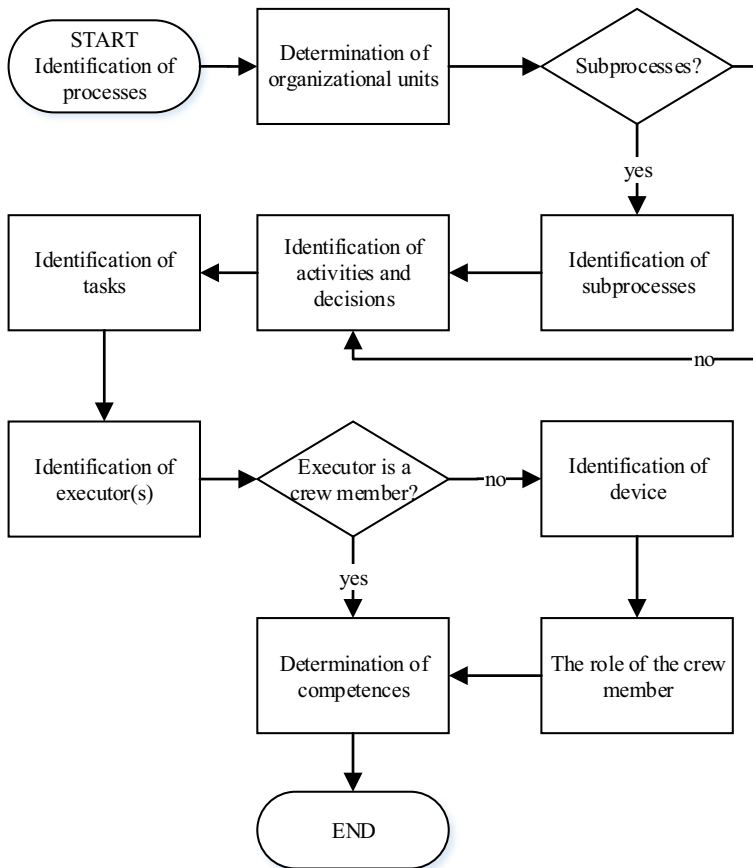 START
Identification of
processes
Determination of
organizational units
Subprocesses?
yes
Identification of
tasks
Identification of
activities and
decisions
Identification of
subprocesses
no
Identification of
executor(s)
Executor is a
crew member?
no
Identification of
device
yes
Determination of
competences
The role of the crew
member
END